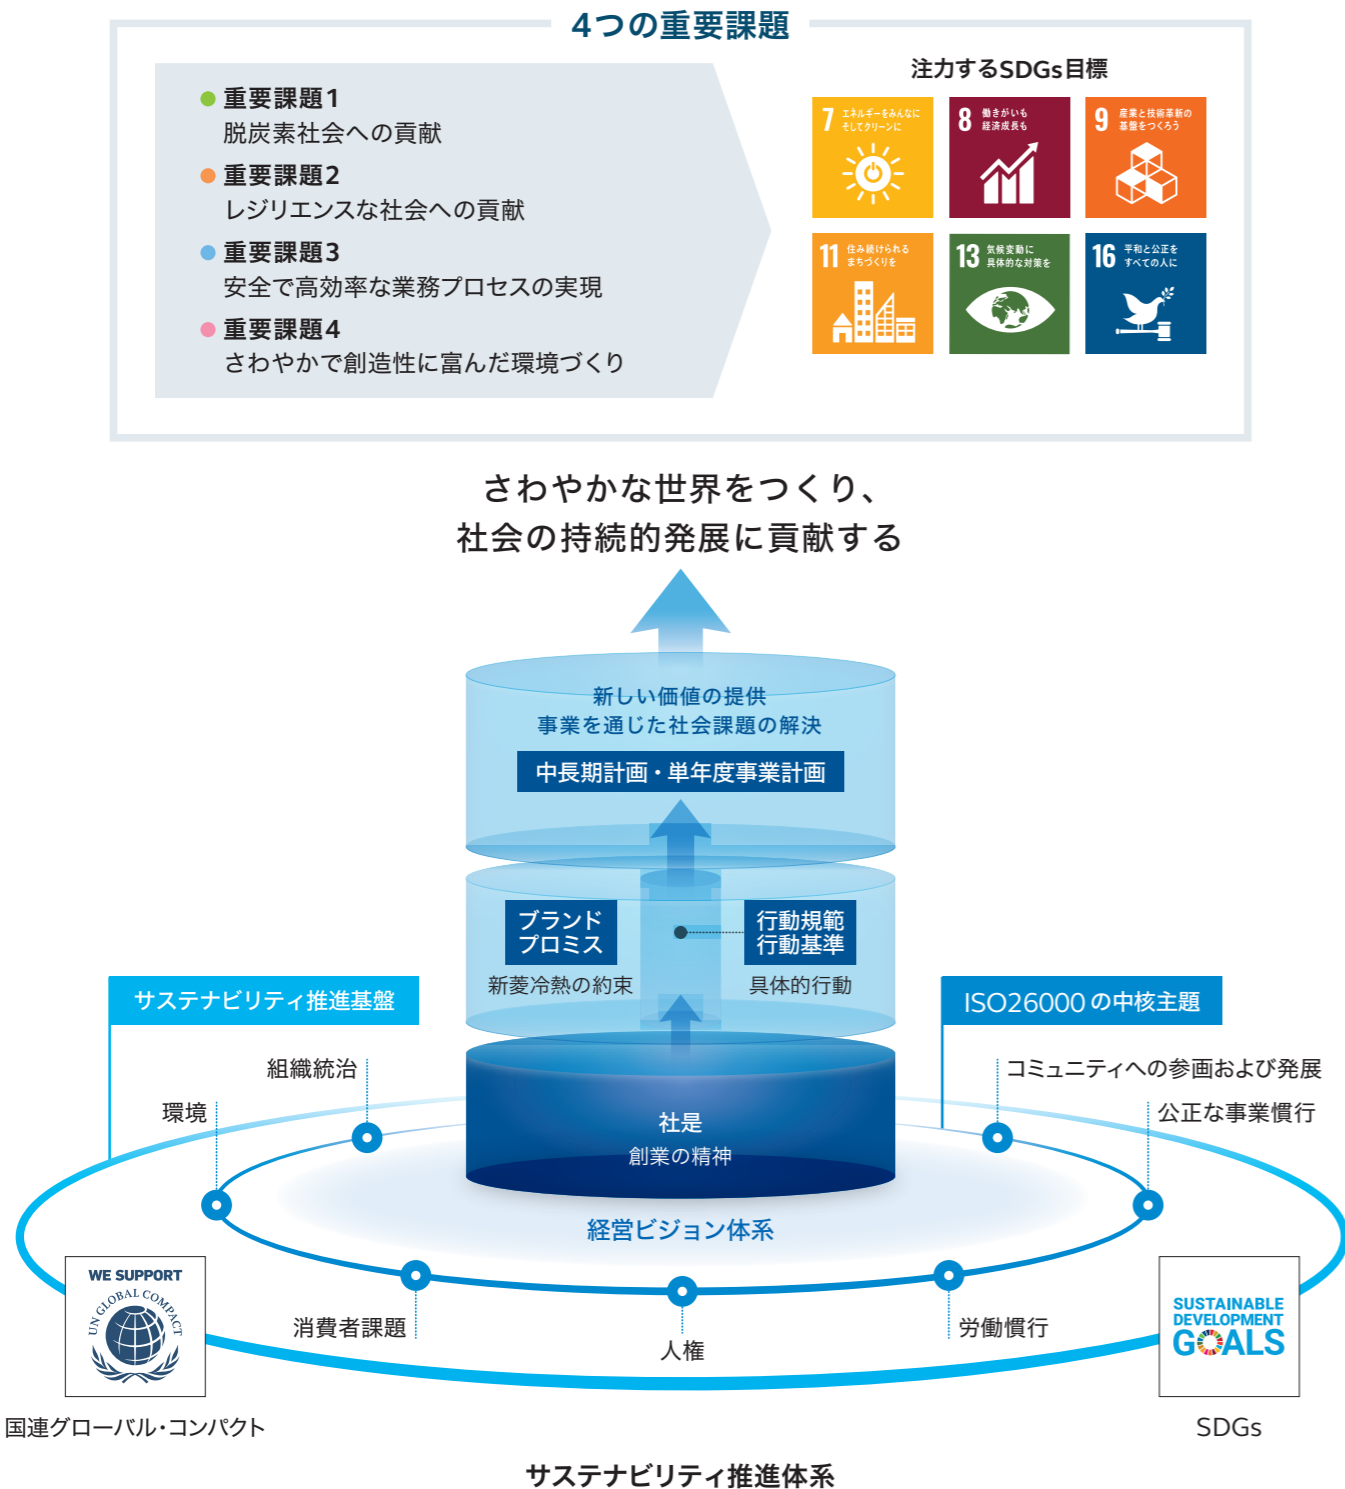 4つの重要課題
重要課題1
脱炭素社会への貢献
重要課題2
レジリエンスな社会への貢献
重要課題3
安全で高効率な業務プロセスの実現
重要課題4
さわやかで創造性に富んだ環境づくり
注力するSDGs目標
7 エネルギーをみんなに
そしてクリーンに
8 働きがいも
経済成長も
9 産業と技術革新の
基盤をつくろう
11 住み続けられる
まちづくりを
13 気候変動に
具体的な対策を
16 平和と公正を
すべての人に
さわやかな世界をつくり、
社会の持続的発展に貢献する
新しい価値の提供
事業を通じた社会課題の解決
中長期計画・単年度事業計画
ブランド
プロミス
新菱冷熱の約束
行動規範
行動基準
具体的行動
サステナビリティ推進基盤
ISO26000の中核主題
組織統治
環境
コミュニティへの参画および発展
公正な事業慣行
社是
創業の精神
経営ビジョン体系
消費者課題
人権
労働慣行
WE SUPPORT
UN GLOBAL COMPACT
国連グローバル・コンパクト
SUSTAINABLE
DEVELOPMENT
GOALS
SDGs
サステナビリティ推進体系